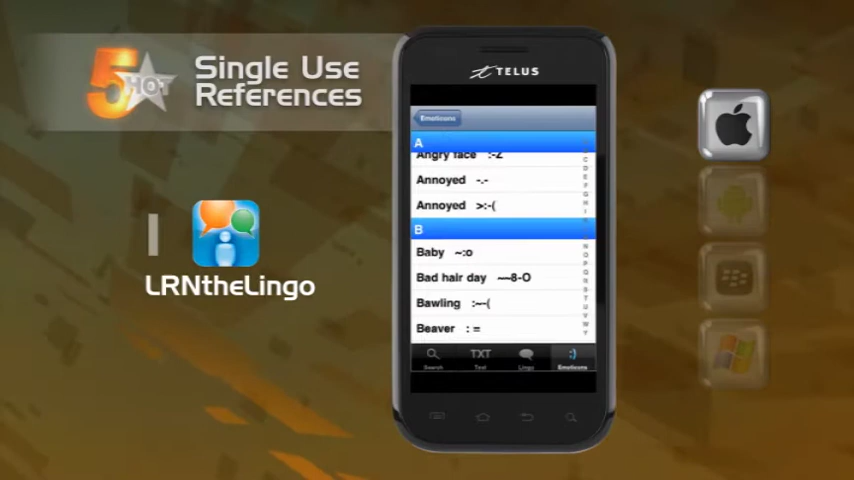 5 HOT
Single Use
References
LRNtheLingo
TELUS
Emoticons
A
Angry face :-Z
Annoyed -.-
Annoyed >:-(
B
Baby ~:o
Bad hair day ~~8-O
Bawling :~-(
Beaver : =
Search
TXT
Text
Lingo
:)
Emoticons